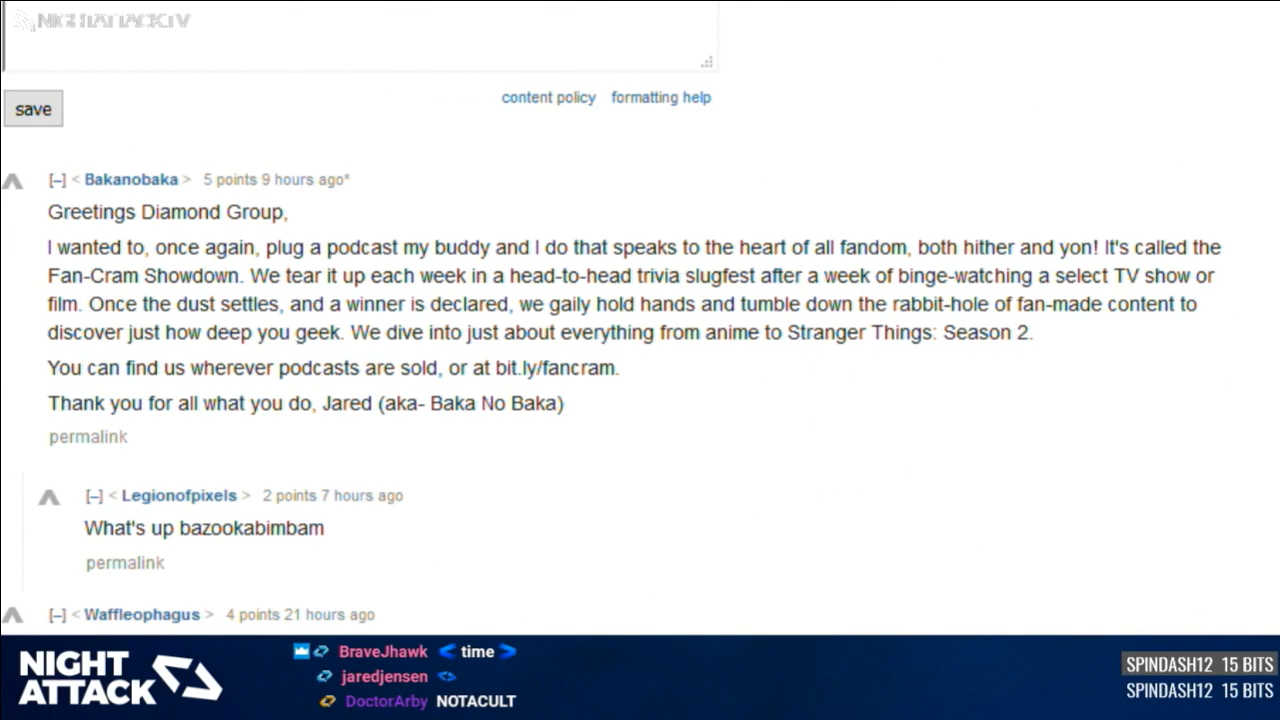 NIGHTATTACK.TV
save
content policy formatting help
[–] < Bakanobaka > 5 points 9 hours ago*
Greetings Diamond Group,
I wanted to, once again, plug a podcast my buddy and I do that speaks to the heart of all fandom, both hither and yon! It's called the
Fan-Cram Showdown. We tear it up each week in a head-to-head trivia slugfest after a week of binge-watching a select TV show or
film. Once the dust settles, and a winner is declared, we gaily hold hands and tumble down the rabbit-hole of fan-made content to
discover just how deep you geek. We dive into just about everything from anime to Stranger Things: Season 2.
You can find us wherever podcasts are sold, or at bit.ly/fancram.
Thank you for all what you do, Jared (aka- Baka No Baka)
permalink
[–] < Legionofpixels > 2 points 7 hours ago
What's up bazookabimbam
permalink
[–] < Waffleophagus > 4 points 21 hours ago
NIGHT
ATTACK
BraveJhawk < time >
jaredjensen
DoctorArby NOTACULT
SPINDASH12 15 BITS
SPINDASH12 15 BITS